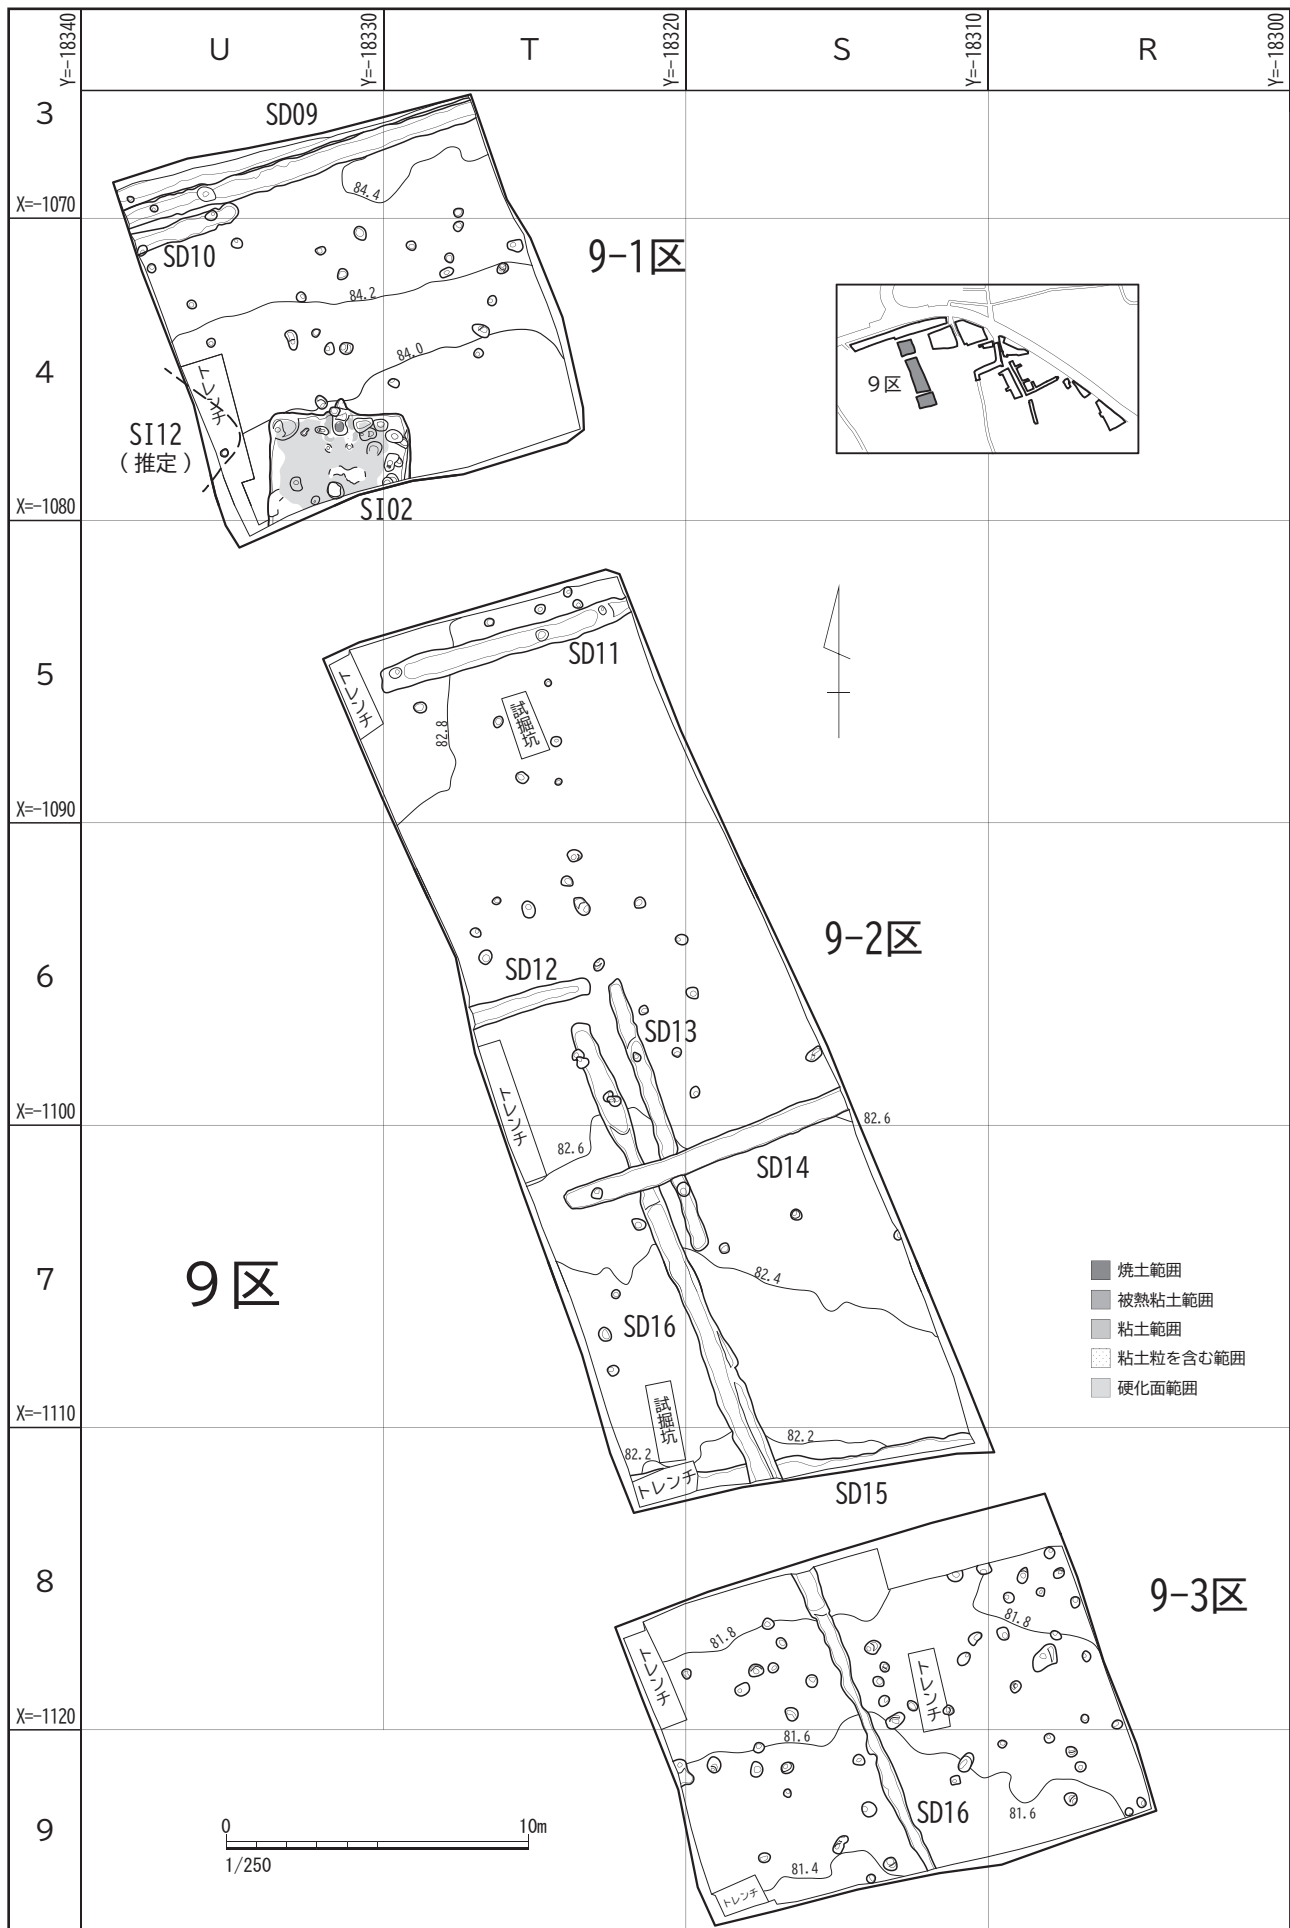 Y=-18340
U
Y=-18330
T
Y=-18320
S
Y=-18310
R
Y=-18300
3
SD09
84.4
X=-1070
SD10
9-1区
84.2
84.0
4
トレンチ
9区
SI12
(推定)
X=-1080
SI02
5
SD11
トレンチ
試掘坑
82.8
X=-1090
9-2区
6
SD12
SD13
トレンチ
X=-1100
82.6
82.6
SD14
7
9区
82.4
SD16
焼土範囲
被熱粘土範囲
粘土範囲
粘土粒を含む範囲
硬化面範囲
X=-1110
試掘坑
82.2
82.2
トレンチ
SD15
8
9-3区
81.8
81.8
トレンチ
トレンチ
X=-1120
81.6
9
SD16
81.6
0 10m
1/250
81.4
トレンチ